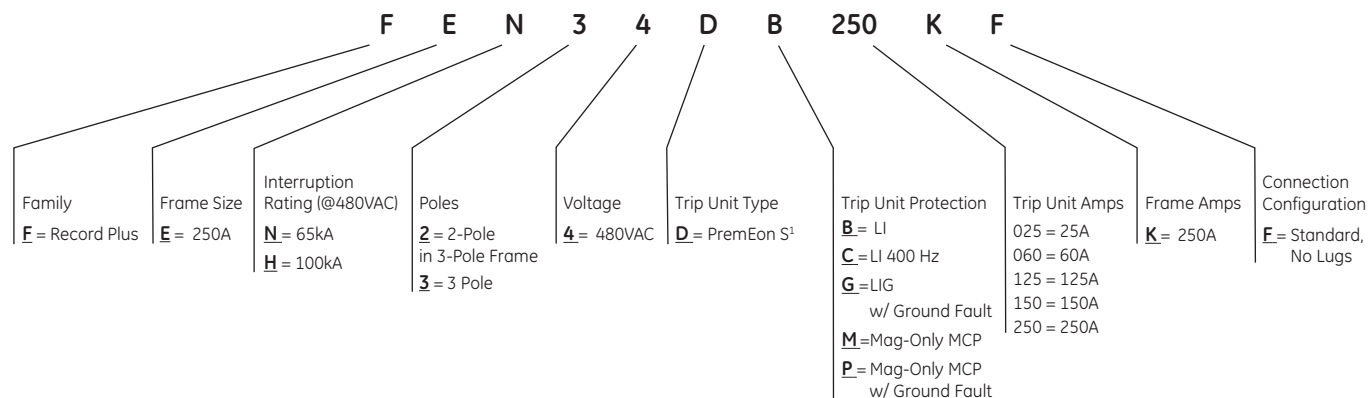 F E N 3 4 D B 250 K F
Family
F = Record Plus
Frame Size
E = 250A
Interruption
Rating (@480VAC)
N = 65kA
H = 100kA
Poles
2 = 2-Pole
in 3-Pole Frame
3 = 3 Pole
Voltage
4 = 480VAC
Trip Unit Type
D = PremEon S¹
Trip Unit Protection
B = LI
C =LI 400 Hz
G =LIG
w/ Ground Fault
M =Mag-Only MCP
P = Mag-Only MCP
w/ Ground Fault
Trip Unit Amps
025 = 25A
060 = 60A
125 = 125A
150 = 150A
250 = 250A
Frame Amps
K = 250A
Connection
Configuration
F = Standard,
No Lugs